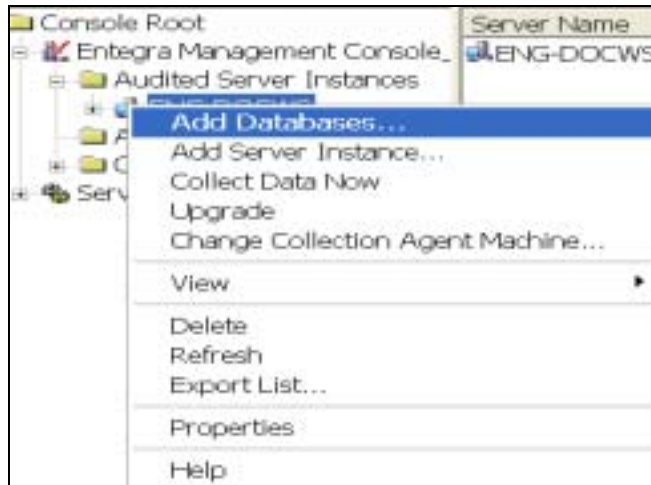 Console Root
Server Name
Entegra Management Console_
ENG-DOCWS
Audited Server Instances
Add Databases...
Add Server Instance...
Collect Data Now
Serv
Upgrade
Change Collection Agent Machine...
View
Delete
Refresh
Export List...
Properties
Help